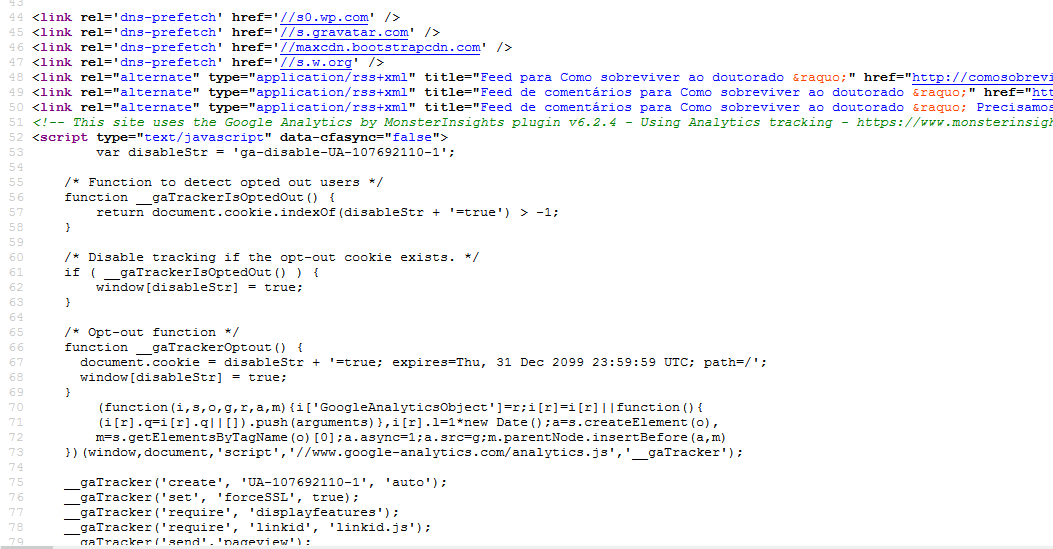 43
44 <link rel='dns-prefetch' href='//s0.wp.com' />
45 <link rel='dns-prefetch' href='//s.gravatar.com' />
46 <link rel='dns-prefetch' href='//maxcdn.bootstrapcdn.com' />
47 <link rel='dns-prefetch' href='//s.w.org' />
48 <link rel="alternate" type="application/rss+xml" title="Feed para Como sobreviver ao doutorado &raquo;" href="http://comosobrevi
49 <link rel="alternate" type="application/rss+xml" title="Feed de comentários para Como sobreviver ao doutorado &raquo;" href="htt
50 <link rel="alternate" type="application/rss+xml" title="Feed de comentários para Como sobreviver ao doutorado &raquo; Precisamos
51 <!-- This site uses the Google Analytics by MonsterInsights plugin v6.2.4 - Using Analytics tracking - https://www.monsterinsigh
52 <script type="text/javascript" data-cfasync="false">
53 var disableStr = 'ga-disable-UA-107692110-1';
54
55 /* Function to detect opted out users */
56 function __gaTrackerIsOptedOut() {
57 return document.cookie.indexOf(disableStr + '=true') > -1;
58 }
59
60 /* Disable tracking if the opt-out cookie exists. */
61 if ( __gaTrackerIsOptedOut() ) {
62 window[disableStr] = true;
63 }
64
65 /* Opt-out function */
66 function __gaTrackerOptout() {
67 document.cookie = disableStr + '=true; expires=Thu, 31 Dec 2099 23:59:59 UTC; path=/';
68 window[disableStr] = true;
69 }
70 (function(i,s,o,g,r,a,m){i['GoogleAnalyticsObject']=r;i[r]=i[r]||function(){
71 (i[r].q=i[r].q||[]).push(arguments)},i[r].l=1*new Date();a=s.createElement(o),
72 m=s.getElementsByTagName(o)[0];a.async=1;a.src=g;m.parentNode.insertBefore(a,m)
73 })(window,document,'script','//www.google-analytics.com/analytics.js','__gaTracker');
74
75 __gaTracker('create', 'UA-107692110-1', 'auto');
76 __gaTracker('set', 'forceSSL', true);
77 __gaTracker('require', 'displayfeatures');
78 __gaTracker('require', 'linkid', 'linkid.js');
79 __gaTracker('send','pageview');